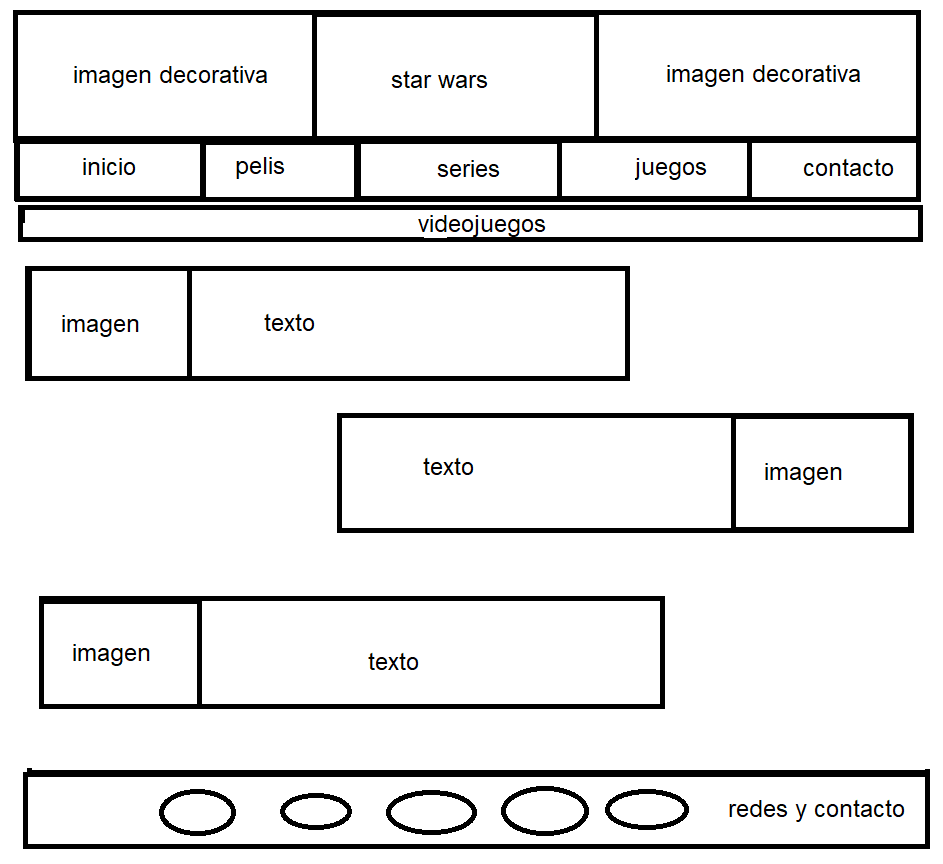 imagen decorativa
star wars
imagen decorativa
inicio
pelis
series
juegos
contacto
videojuegos
imagen
texto
texto
imagen
imagen
texto
redes y contacto